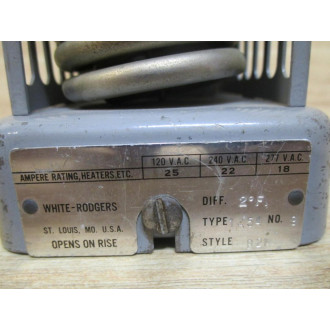 120 V.A.C. 240 V.A.C. 277 V.A.C.
AMPERE RATING, HEATERS, ETC. 25 22 18
WHITE-RODGERS DIFF. 2°F.
ST. LOUIS, MO. U.S.A. TYPE NO.
OPENS ON RISE STYLE